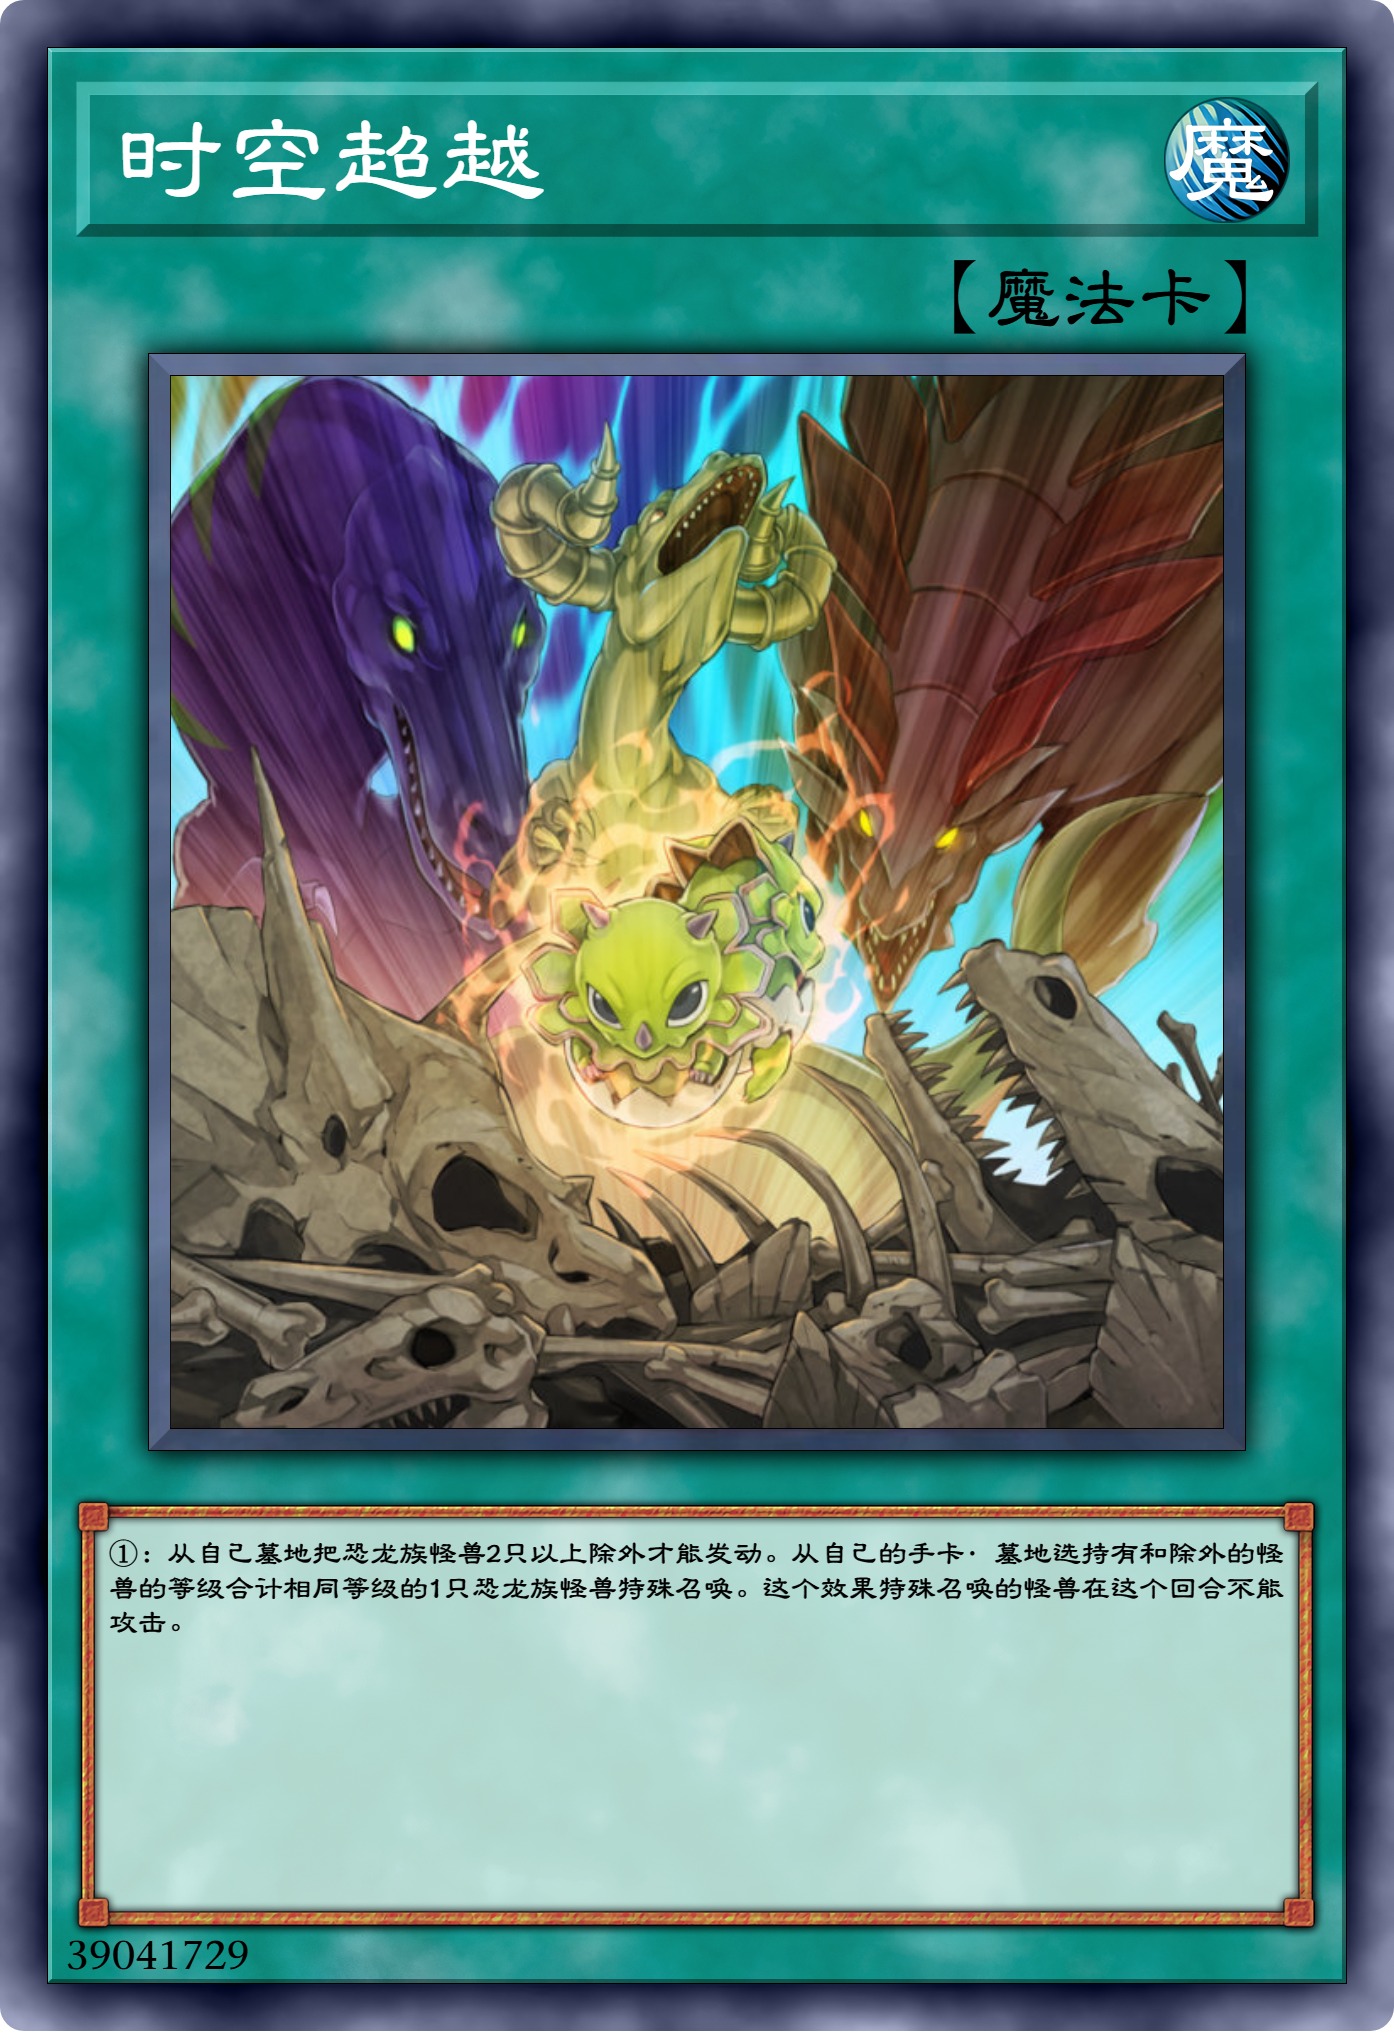 时空超越
魔
【魔法卡】
①：从自己墓地把恐龙族怪兽2只以上除外才能发动。从自己的手卡·墓地选持有和除外的怪
兽的等级合计相同等级的1只恐龙族怪兽特殊召唤。这个效果特殊召唤的怪兽在这个回合不能
攻击。
39041729